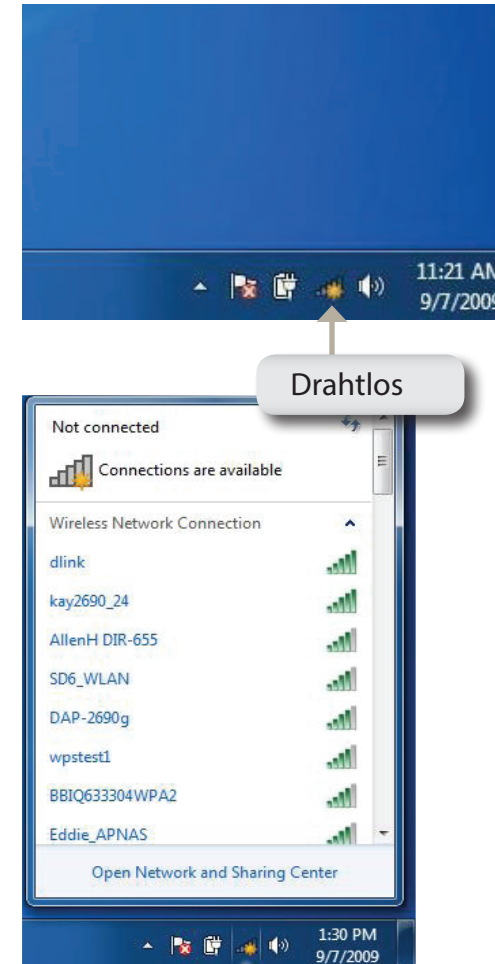 11:21 AM
9/7/2009
Drahtlos
Not connected
Connections are available
Wireless Network Connection
dlink
kay2690_24
AllenH DIR-655
SD6_WLAN
DAP-2690g
wpstest1
BBIQ633304WPA2
Eddie_APNAS
Open Network and Sharing Center
1:30 PM
9/7/2009